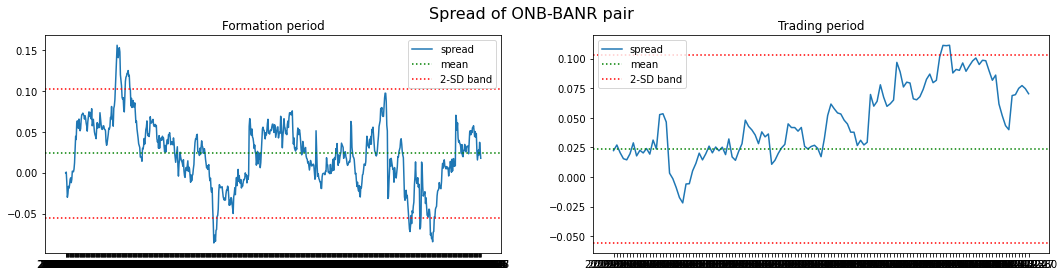 Spread of ONB-BANR pair
Formation period
0.15
0.10
0.05
0.00
−0.05
spread
mean
2-SD band
Trading period
0.100
0.075
0.050
0.025
0.000
−0.025
−0.050
spread
mean
2-SD band